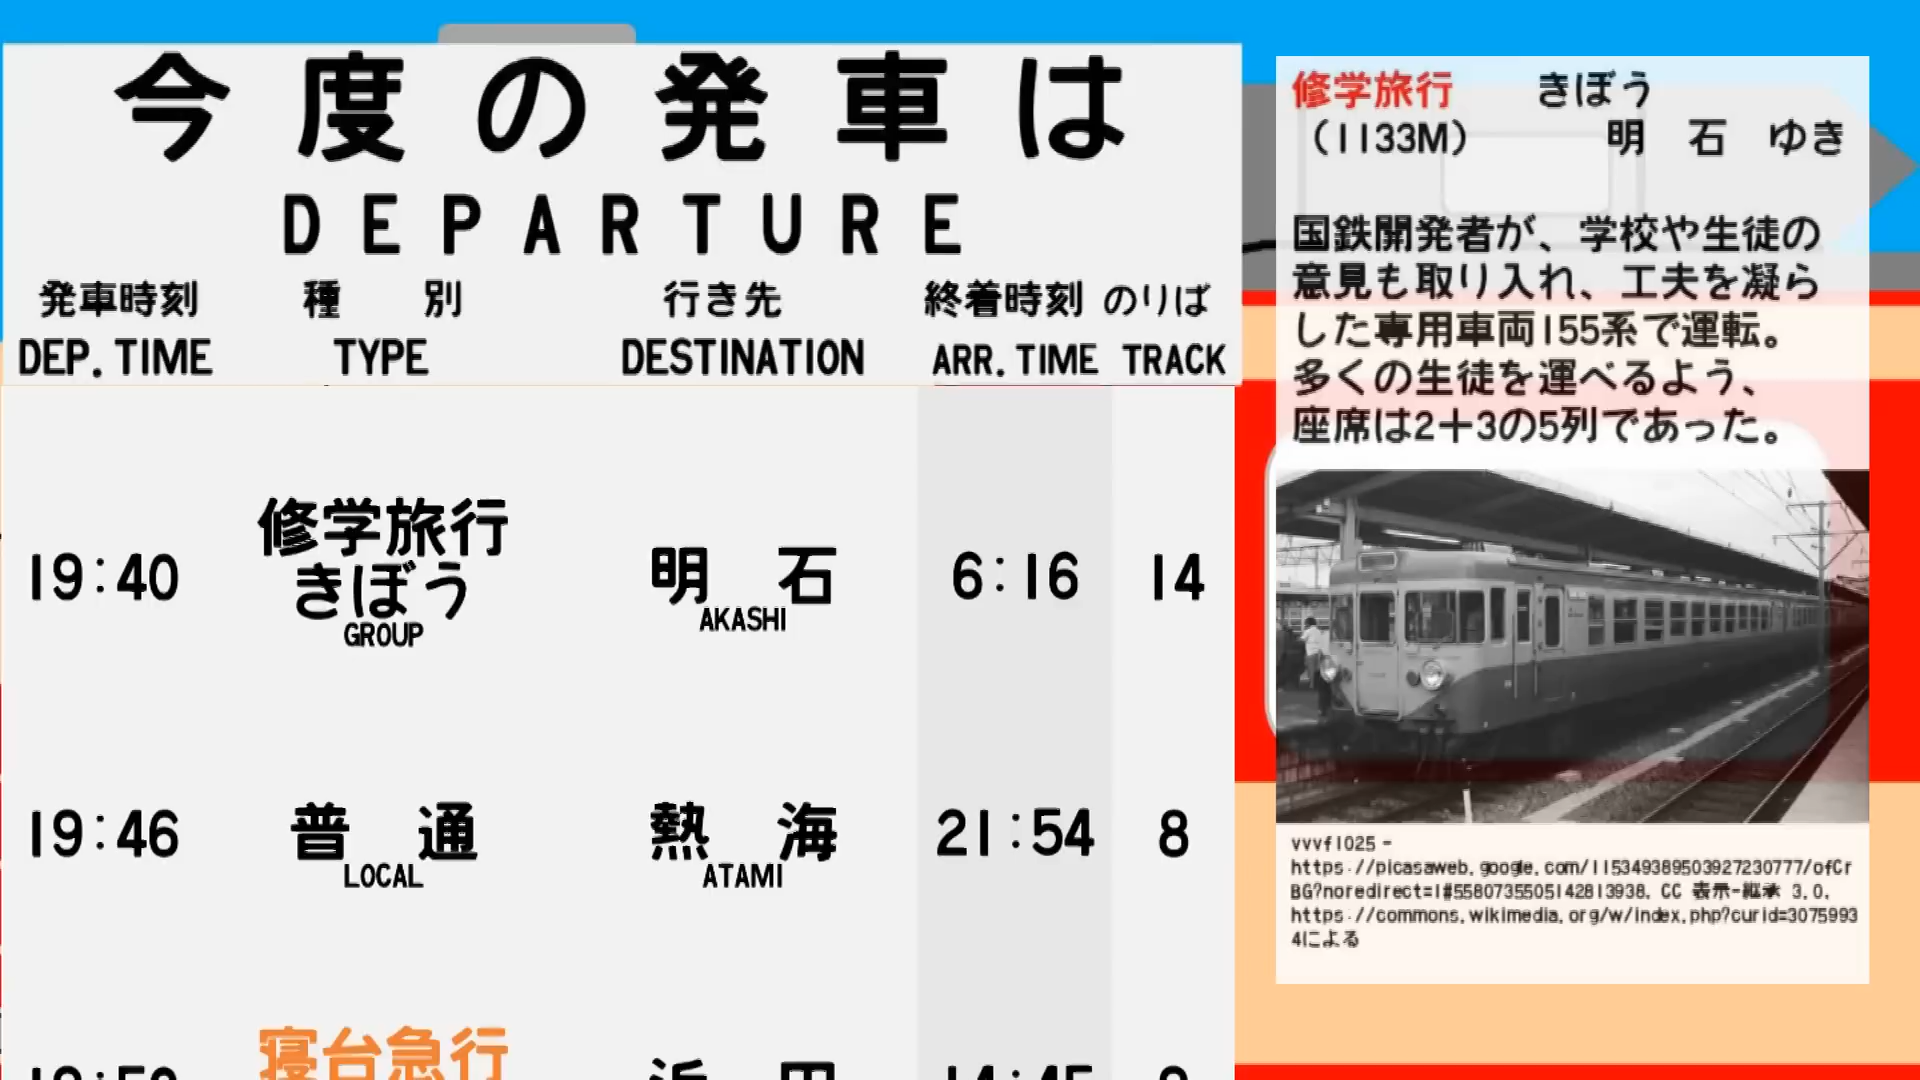 今度の発車は
DEPARTURE
発車時刻 種別 行き先 終着時刻 のりば
DEP. TIME TYPE DESTINATION ARR. TIME TRACK
19:40 修学旅行 きぼう GROUP 明石 AKASHI 6:16 14
19:46 普通 LOCAL 熱海 ATAMI 21:54 8
寝台急行
修学旅行 きぼう
(1133M) 明石ゆき
国鉄開発者が、学校や生徒の
意見も取り入れ、工夫を凝ら
した専用車両155系で運転。
多くの生徒を運べるよう、
座席は2+3の5列であった。
vvvf1025 -
https://picasaweb.google.com/115349389503927230777/ofCr
BG?noredirect=1#5580735505142813938, CC 表示-継承 3.0,
https://commons.wikimedia.org/w/index.php?curid=3075993
4による